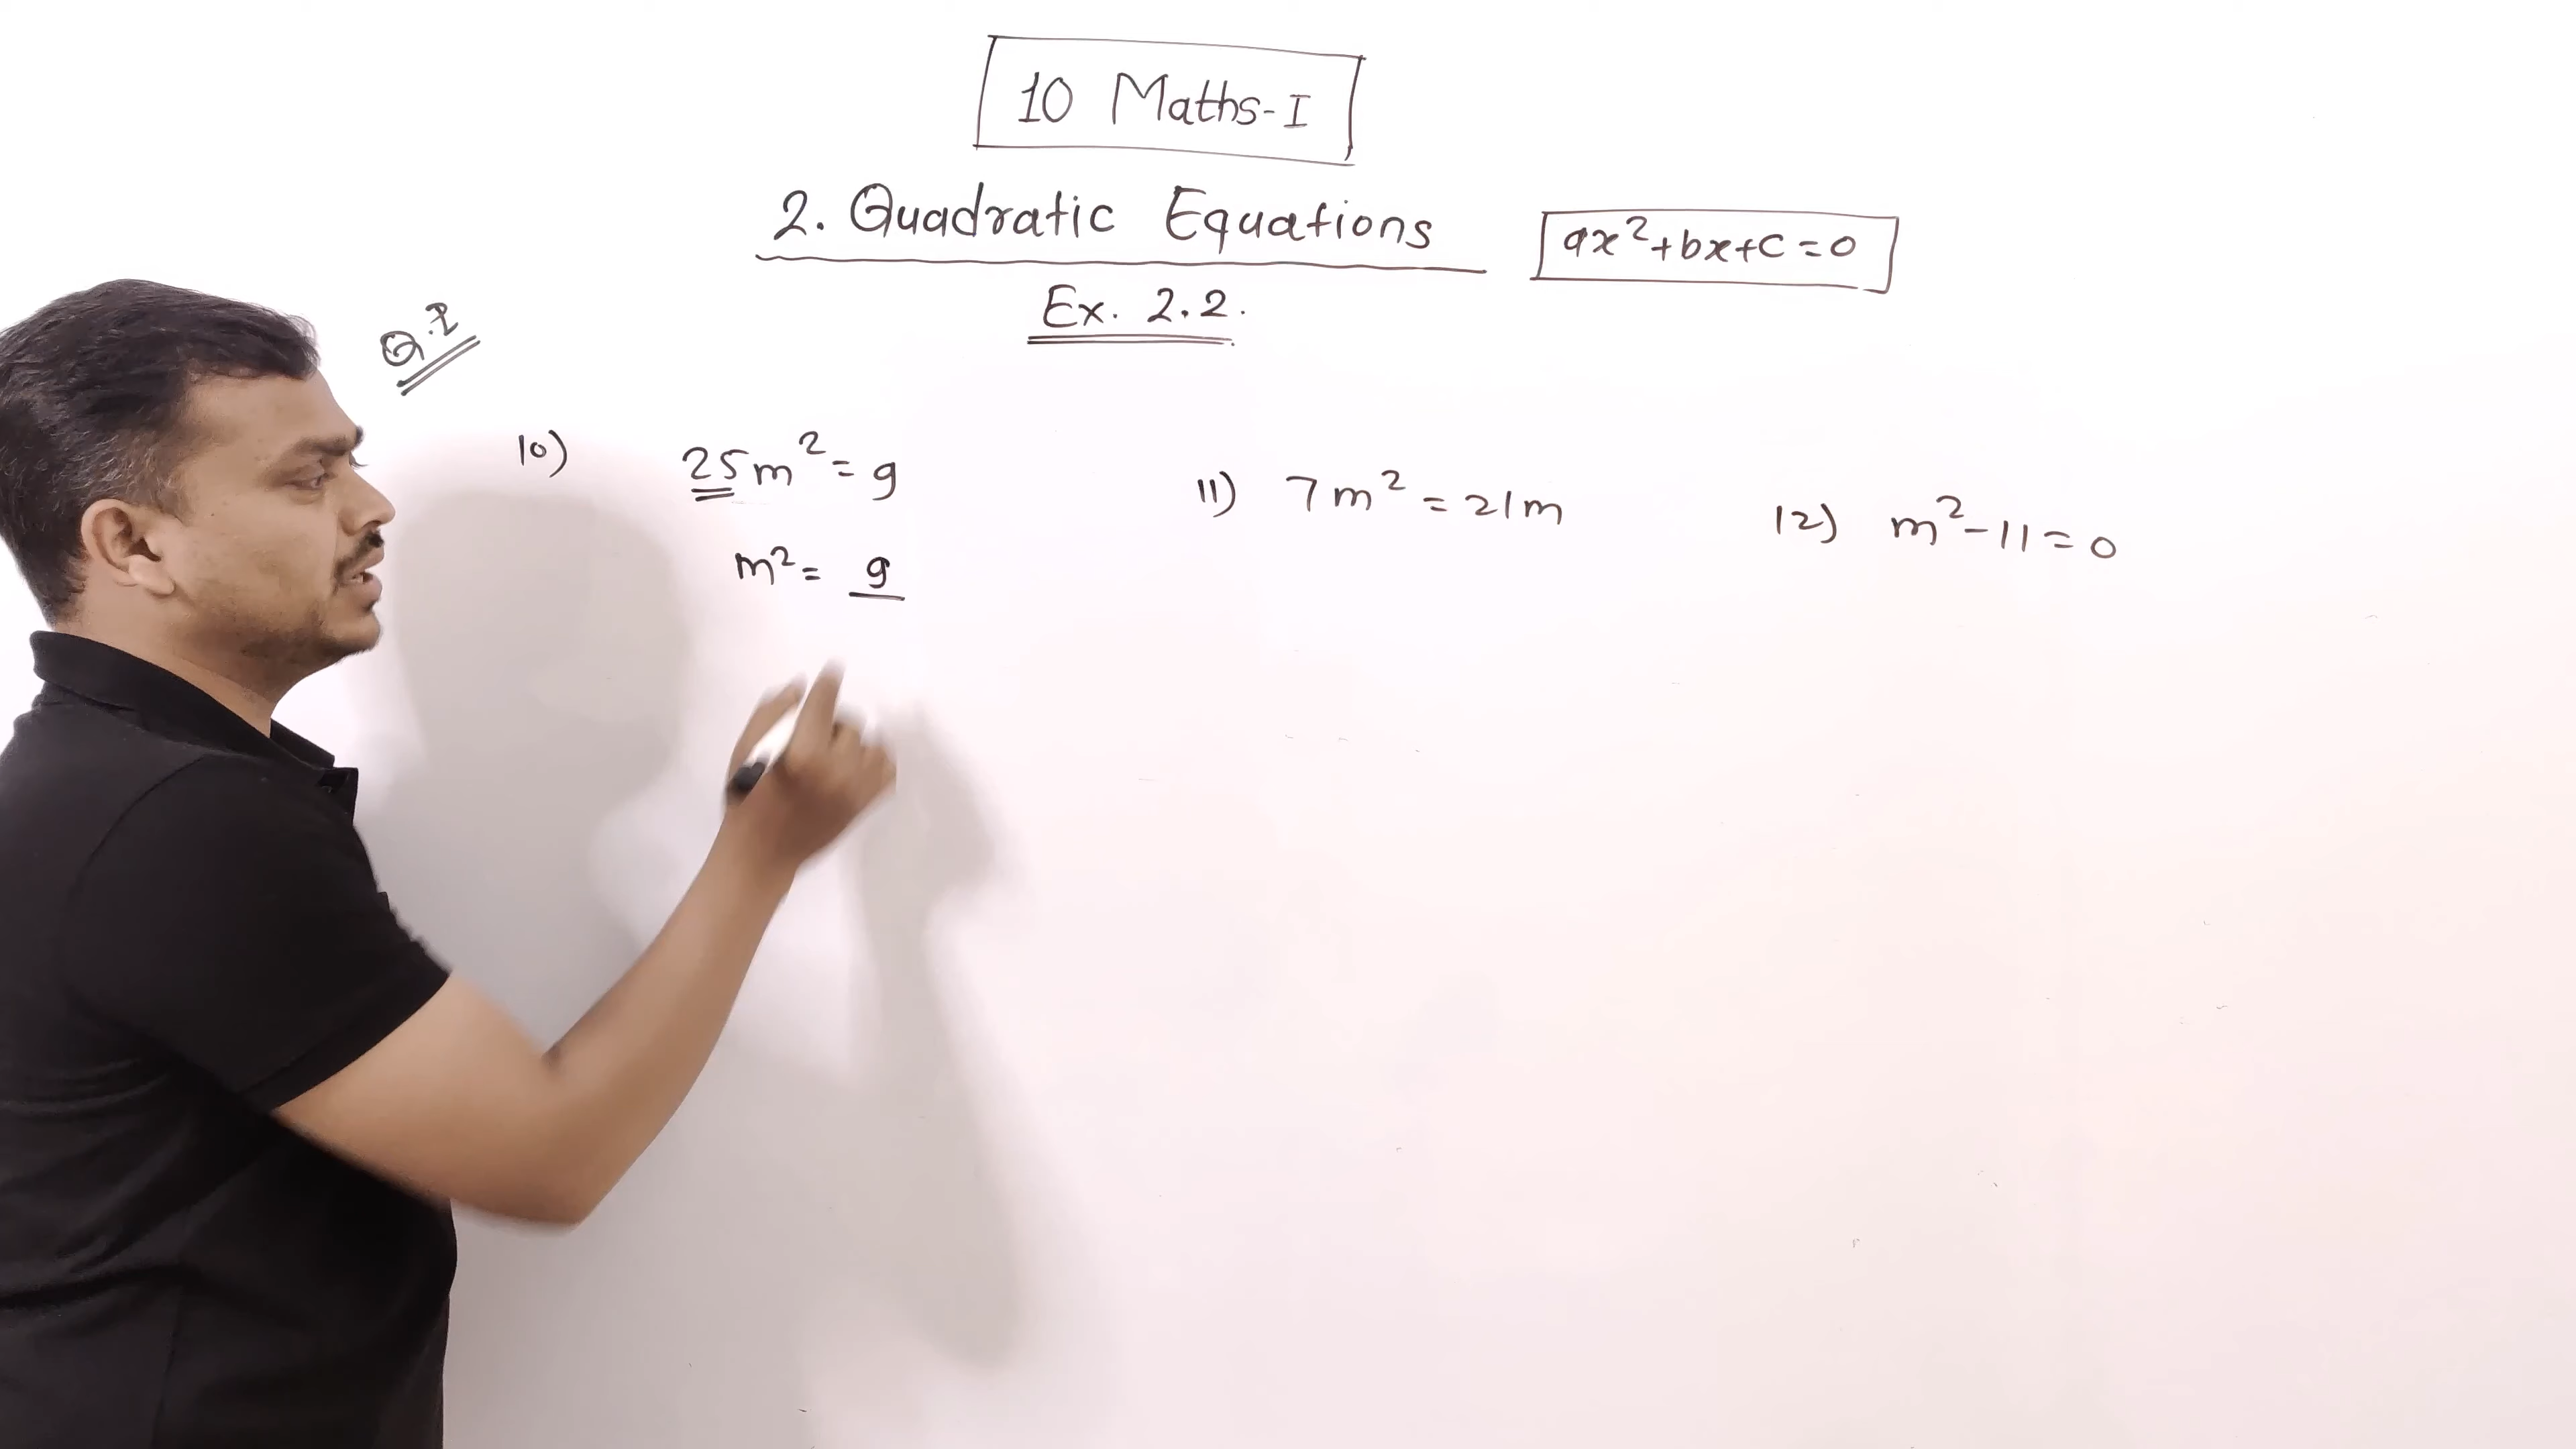 10 Maths-I
2. Quadratic Equations
ax²+bx+c=0
Ex. 2.2.
Q.2
10) 25m² = 9
m² = 9
11) 7m² = 21m
12) m²-11=0